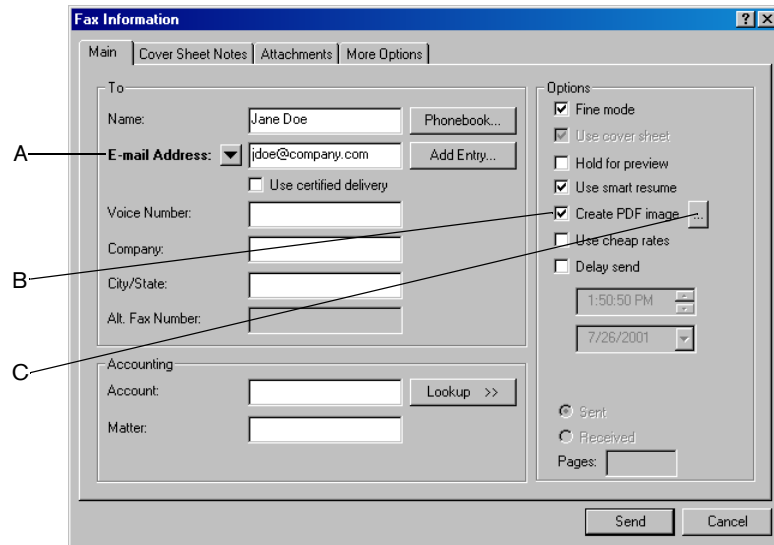 Fax Information
Main
Cover Sheet Notes
Attachments
More Options
To
Name:
Jane Doe
Phonebook...
A
E-mail Address:
jdoe@company.com
Add Entry...
Use certified delivery
Voice Number:
Company:
B
City/State:
Alt. Fax Number:
C
Accounting
Account:
Lookup >>
Matter:
Options
Fine mode
Use cover sheet
Hold for preview
Use smart resume
Create PDF image
...
Use cheap rates
Delay send
1:50:50 PM
7/26/2001
Sent
Received
Pages:
Send
Cancel